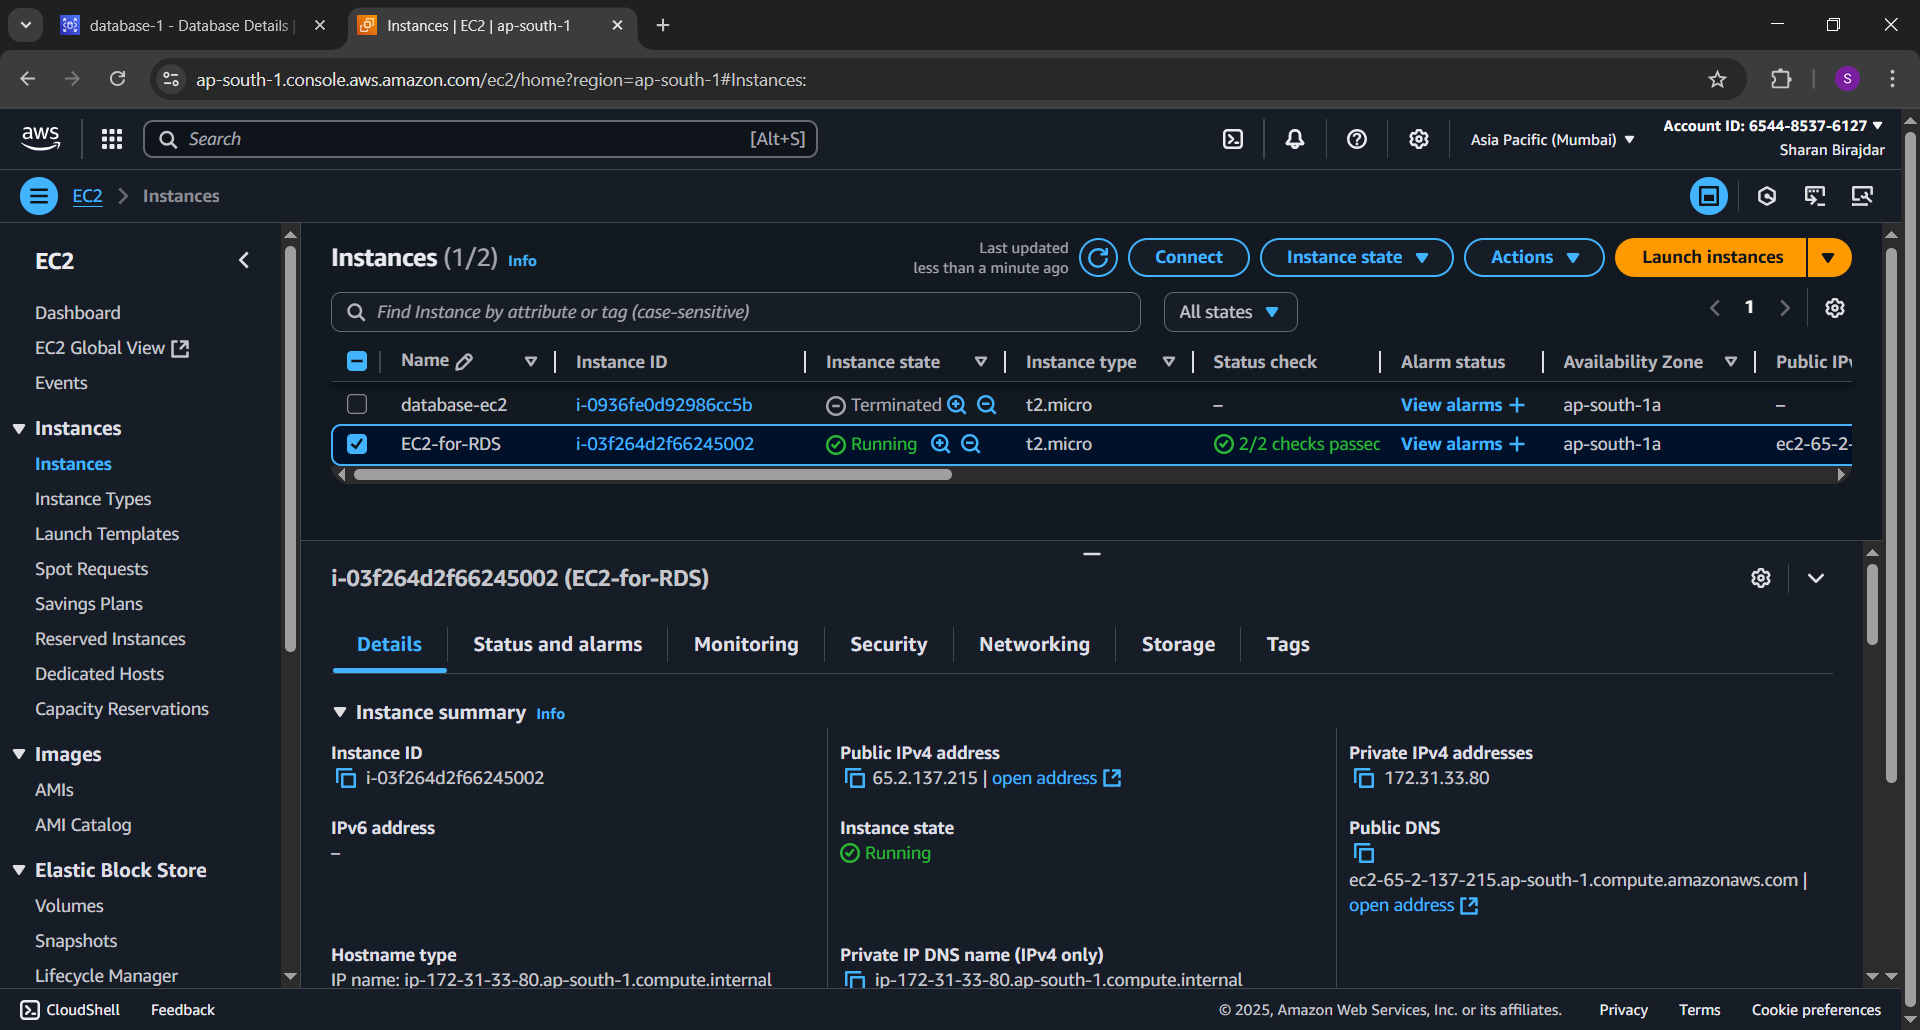 database-1 - Database Details
Instances | EC2 | ap-south-1
ap-south-1.console.aws.amazon.com/ec2/home?region=ap-south-1#Instances:
S
aws
Search
[Alt+S]
Asia Pacific (Mumbai)
Account ID: 6544-8537-6127
Sharan Birajdar
EC2
Instances
EC2
Dashboard
EC2 Global View
Events
Instances
Instances
Instance Types
Launch Templates
Spot Requests
Savings Plans
Reserved Instances
Dedicated Hosts
Capacity Reservations
Images
AMIs
AMI Catalog
Elastic Block Store
Volumes
Snapshots
Lifecycle Manager
Instances (1/2) Info
Last updated
less than a minute ago
Connect
Instance state
Actions
Launch instances
Find Instance by attribute or tag (case-sensitive)
All states
1
Name Instance ID Instance state Instance type Status check Alarm status Availability Zone Public IPv
database-ec2 i-0936fe0d92986cc5b Terminated t2.micro – View alarms + ap-south-1a –
EC2-for-RDS i-03f264d2f66245002 Running t2.micro 2/2 checks passec View alarms + ap-south-1a ec2-65-2-
i-03f264d2f66245002 (EC2-for-RDS)
Details Status and alarms Monitoring Security Networking Storage Tags
Instance summary Info
Instance ID
i-03f264d2f66245002
Public IPv4 address
65.2.137.215 | open address
Private IPv4 addresses
172.31.33.80
IPv6 address
–
Instance state
Running
Public DNS
ec2-65-2-137-215.ap-south-1.compute.amazonaws.com |
open address
Hostname type
IP name: ip-172-31-33-80.ap-south-1.compute.internal
Private IP DNS name (IPv4 only)
ip-172-31-33-80.ap-south-1.compute.internal
CloudShell
Feedback
© 2025, Amazon Web Services, Inc. or its affiliates.
Privacy
Terms
Cookie preferences